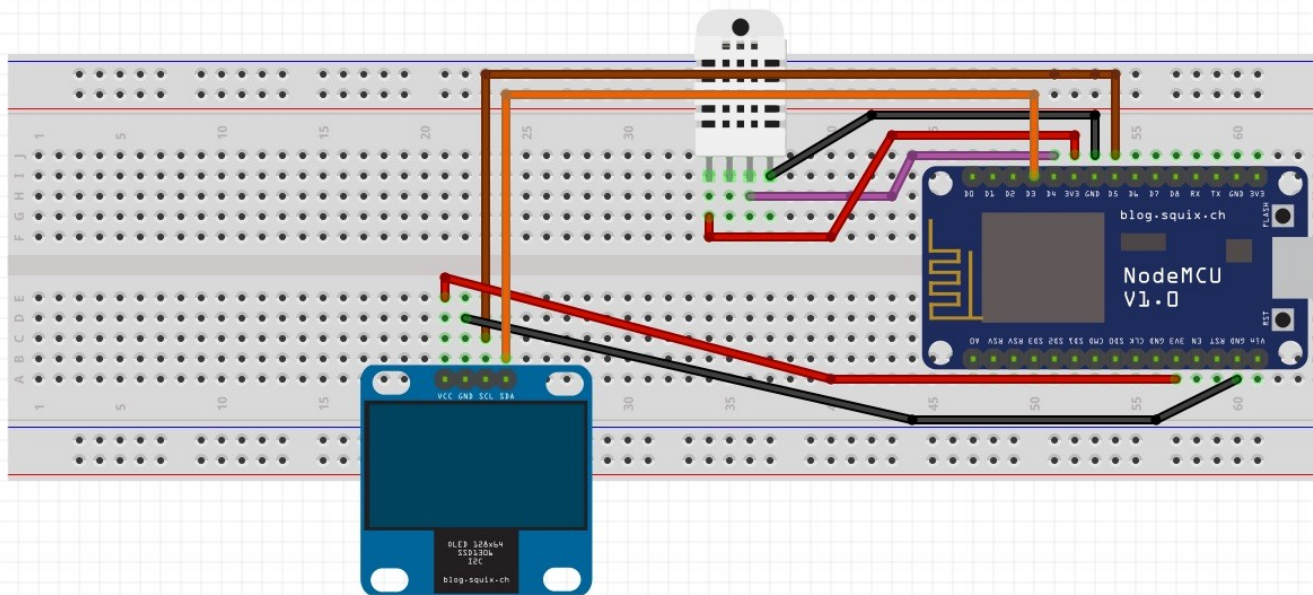 1 5 15 20 25 30 55 60
J
I
H
G
F
D0 D1 D2 D3 D4 3V3 GND D5 D6 D7 D8 RX TX GND 3V3
blog.squix.ch
FLASH
NodeMCU
V1.0
RST
A0 RSV RSV SD3 SD2 SD1 CMD SD0 CLK GND 3V3 EN RST GND Vin
E
D
C
B
A
VCC GND SCL SDA
1 5 15 30 35 45 50 55 60
OLED 128x64
SSD1306
I2C
blog.squix.ch